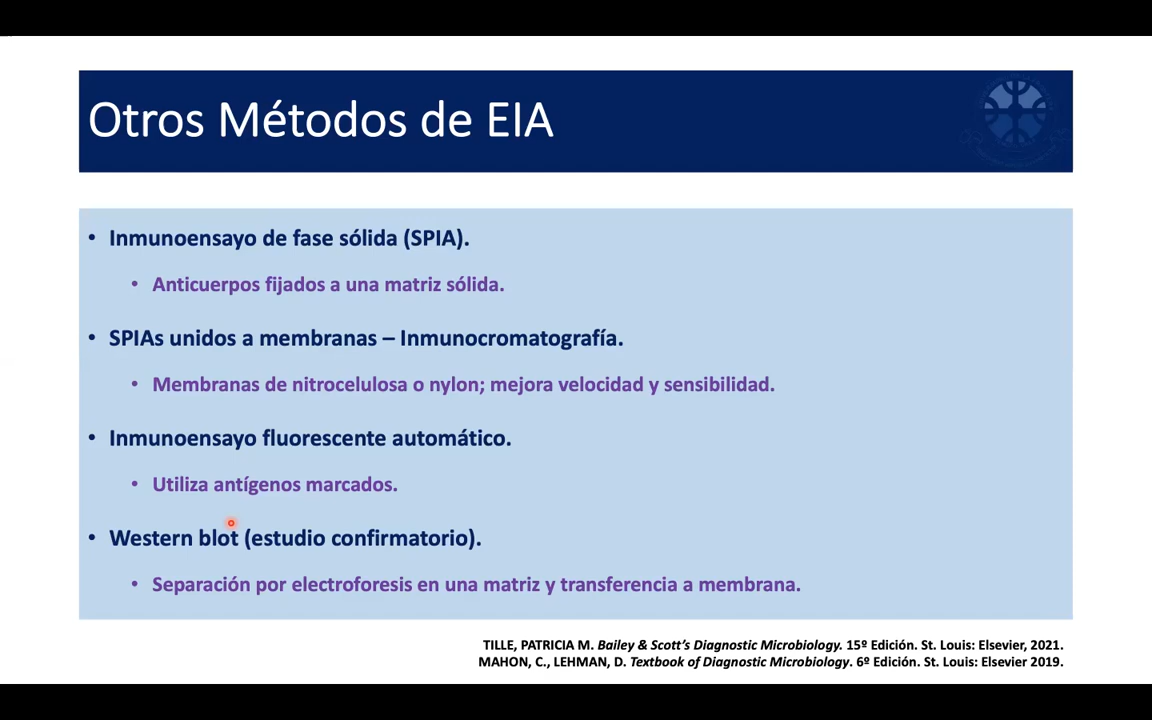 Otros Métodos de EIA
• Inmunoensayo de fase sólida (SPIA).
• Anticuerpos fijados a una matriz sólida.
• SPIAs unidos a membranas – Inmunocromatografía.
• Membranas de nitrocelulosa o nylon; mejora velocidad y sensibilidad.
• Inmunoensayo fluorescente automático.
• Utiliza antígenos marcados.
• Western blot (estudio confirmatorio).
• Separación por electroforesis en una matriz y transferencia a membrana.
TILLE, PATRICIA M. Bailey & Scott's Diagnostic Microbiology. 15º Edición. St. Louis: Elsevier, 2021.
MAHON, C., LEHMAN, D. Textbook of Diagnostic Microbiology. 6º Edición. St. Louis: Elsevier 2019.